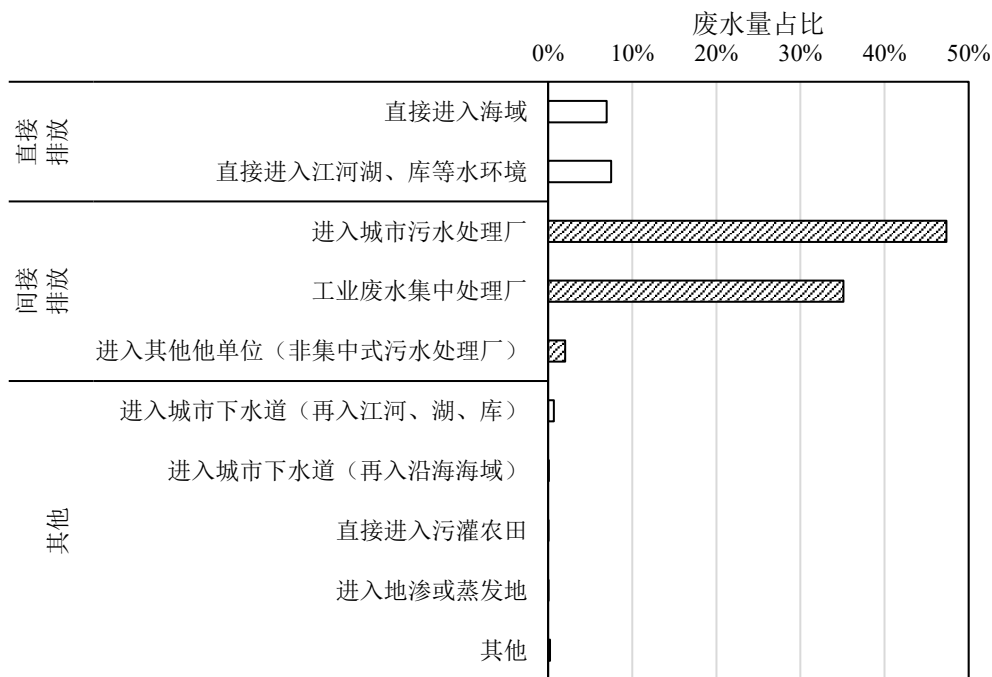 废水量占比
0% 10% 20% 30% 40% 50%
直接
排放
直接进入海域
直接进入江河湖、库等水环境
间接
排放
进入城市污水处理厂
工业废水集中处理厂
进入其他他单位（非集中式污水处理厂）
其他
进入城市下水道（再入江河、湖、库）
进入城市下水道（再入沿海海域）
直接进入污灌农田
进入地渗或蒸发地
其他